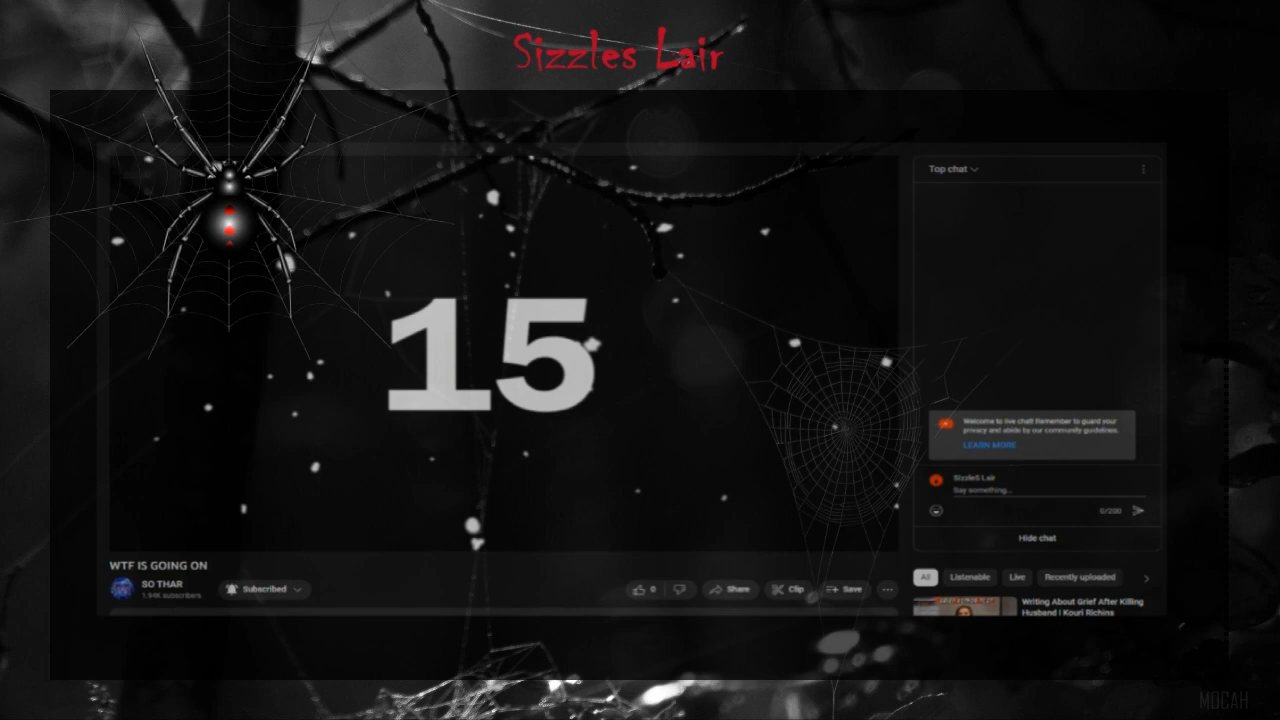 Sizzles Lair
Top chat
15
Welcome to live chat! Remember to guard your
privacy and abide by our community guidelines.
LEARN MORE
SizzleS Lair
Say something...
0/200
Hide chat
WTF IS GOING ON
SO THAR
1.94K subscribers
Subscribed
0
Share
Clip
Save
All
Listenable
Live
Recently uploaded
Writing About Grief After Killing
Husband | Kouri Richins
MOCAH